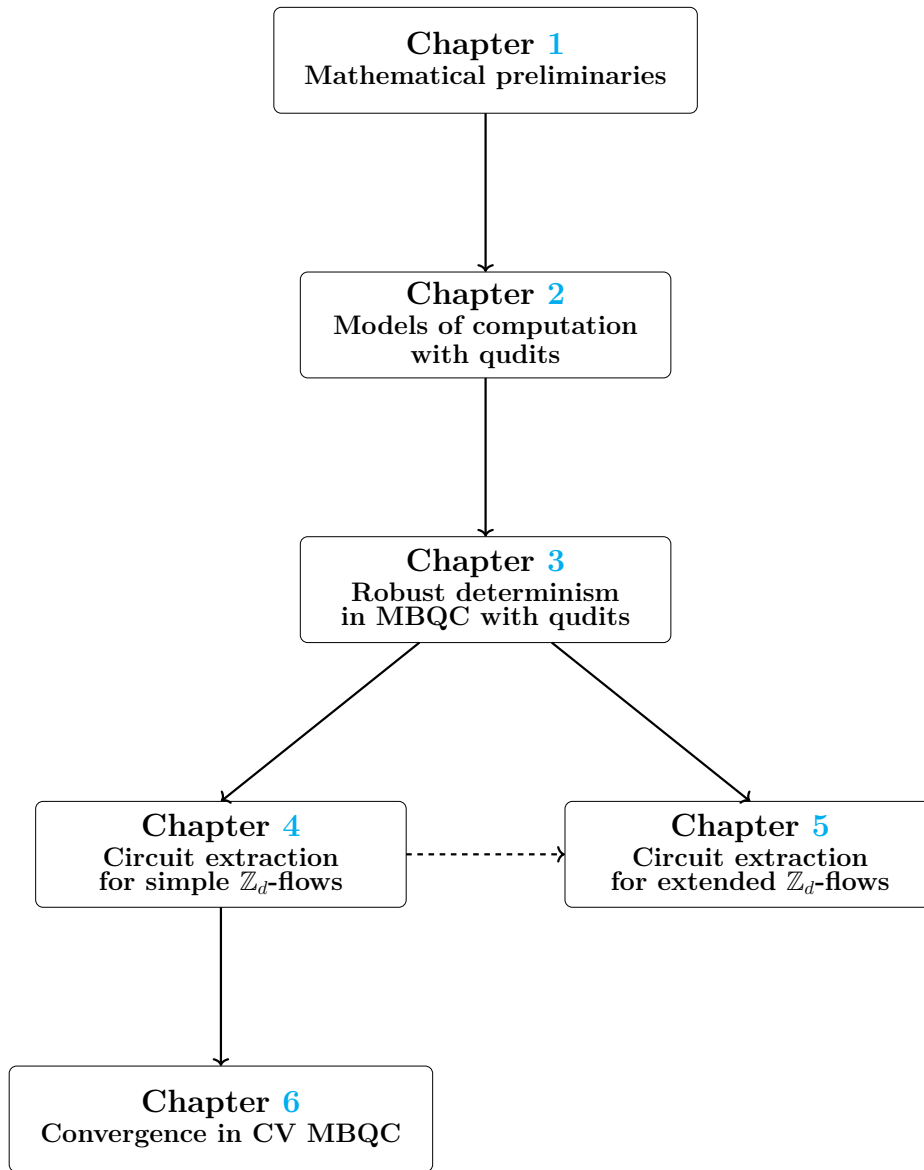 Chapter 1
Mathematical preliminaries
Chapter 2
Models of computation
with qudits
Chapter 3
Robust determinism
in MBQC with qudits
Chapter 4
Circuit extraction
for simple ℤ_d-flows
Chapter 5
Circuit extraction
for extended ℤ_d-flows
Chapter 6
Convergence in CV MBQC